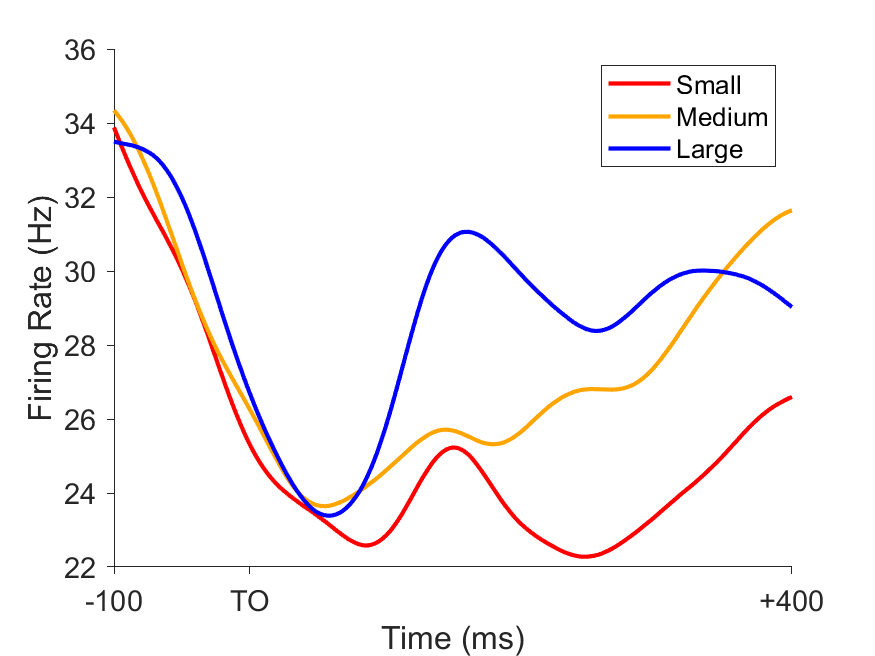 36
34
32
30
28
26
24
22
Firing Rate (Hz)
-100
TO
+400
Time (ms)
Small
Medium
Large